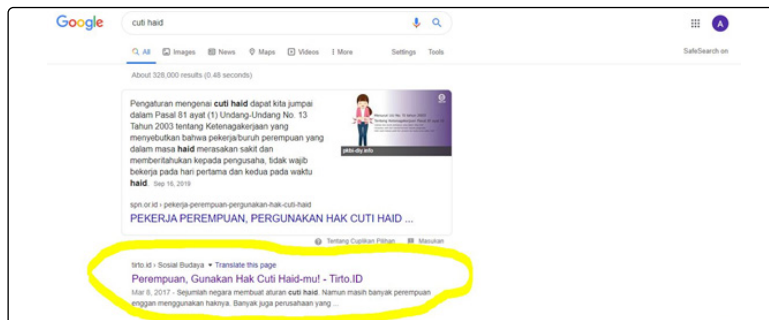 Google
cuti haid
A
All Images News Maps Videos More Settings Tools
SafeSearch on
About 328,000 results (0.48 seconds)
Pengaturan mengenai cuti haid dapat kita jumpai
dalam Pasal 81 ayat (1) Undang-Undang No. 13
Tahun 2003 tentang Ketenagakerjaan yang
menyebutkan bahwa pekerja/buruh perempuan yang
dalam masa haid merasakan sakit dan
memberitahukan kepada pengusaha, tidak wajib
bekerja pada hari pertama dan kedua pada waktu
haid. Sep 16, 2019
pkbi-diy.info
spn.or.id › pekerja-perempuan-pergunakan-hak-cuti-haid
PEKERJA PEREMPUAN, PERGUNAKAN HAK CUTI HAID ...
Tentang Cuplikan Pilihan Masukan
tirto.id › Sosial Budaya ▾ Translate this page
Perempuan, Gunakan Hak Cuti Haid-mu! - Tirto.ID
Mar 8, 2017 - Sejumlah negara membuat aturan cuti haid. Namun masih banyak perempuan
enggan menggunakan haknya. Banyak juga perusahaan yang ...